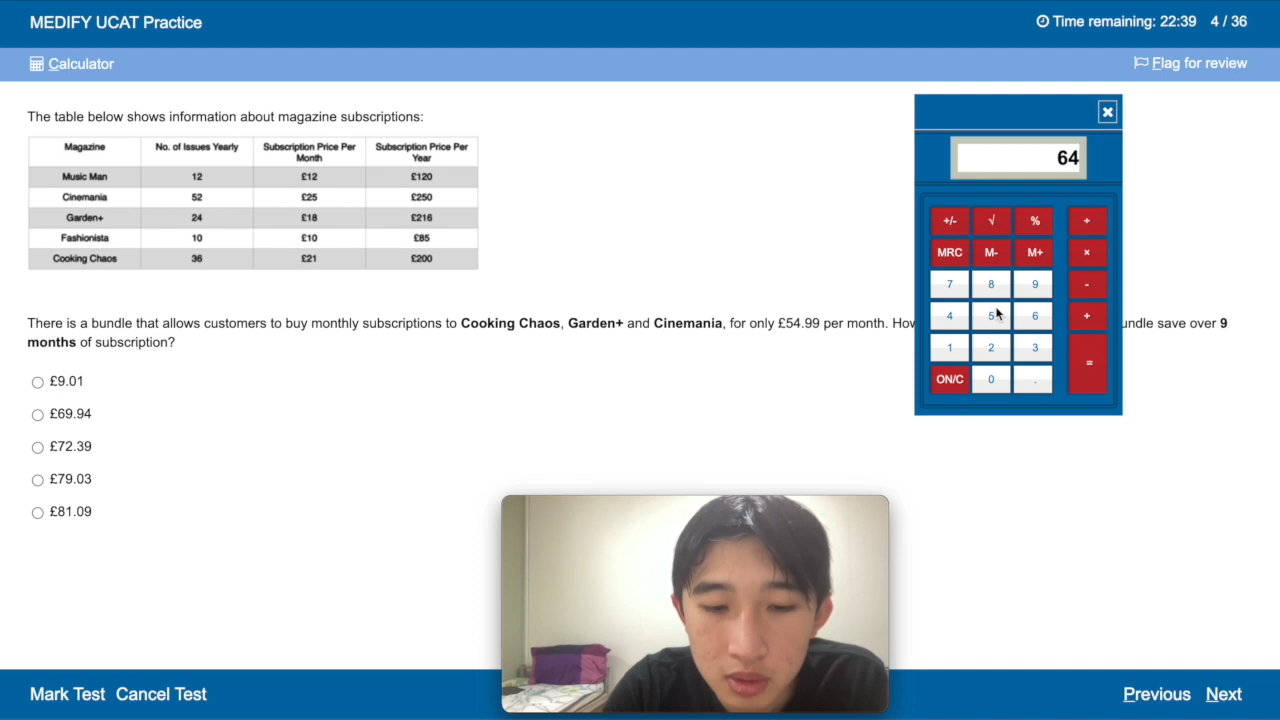 MEDIFY UCAT Practice
Time remaining: 22:39 4 / 36
Calculator
Flag for review
The table below shows information about magazine subscriptions:
Magazine No. of Issues Yearly Subscription Price Per Month Subscription Price Per Year
Music Man 12 £12 £120
Cinemania 52 £25 £250
Garden+ 24 £18 £216
Fashionista 10 £10 £85
Cooking Chaos 36 £21 £200
There is a bundle that allows customers to buy monthly subscriptions to Cooking Chaos, Garden+ and Cinemania, for only £54.99 per month. save over 9
months of subscription?
£9.01
£69.94
£72.39
£79.03
£81.09
64
+/- √ % ÷
MRC M- M+ ×
7 8 9 -
4 5 6 +
1 2 3 =
ON/C 0 .
Mark Test Cancel Test
Previous Next